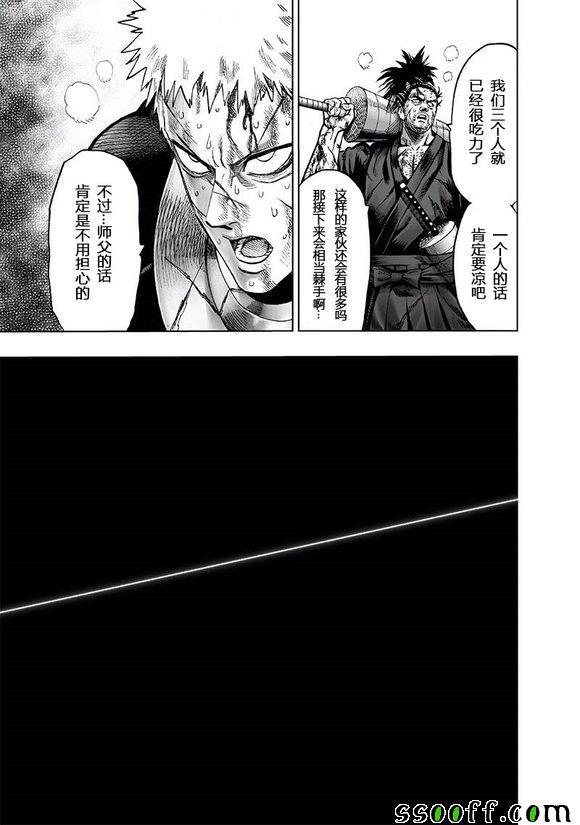 我们三个人就
已经很吃力了
一个人的话
肯定要凉吧
这样的家伙还会有很多吗
那接下来会相当棘手啊…
不过…师父的话
肯定是不用担心的
ssooff.com